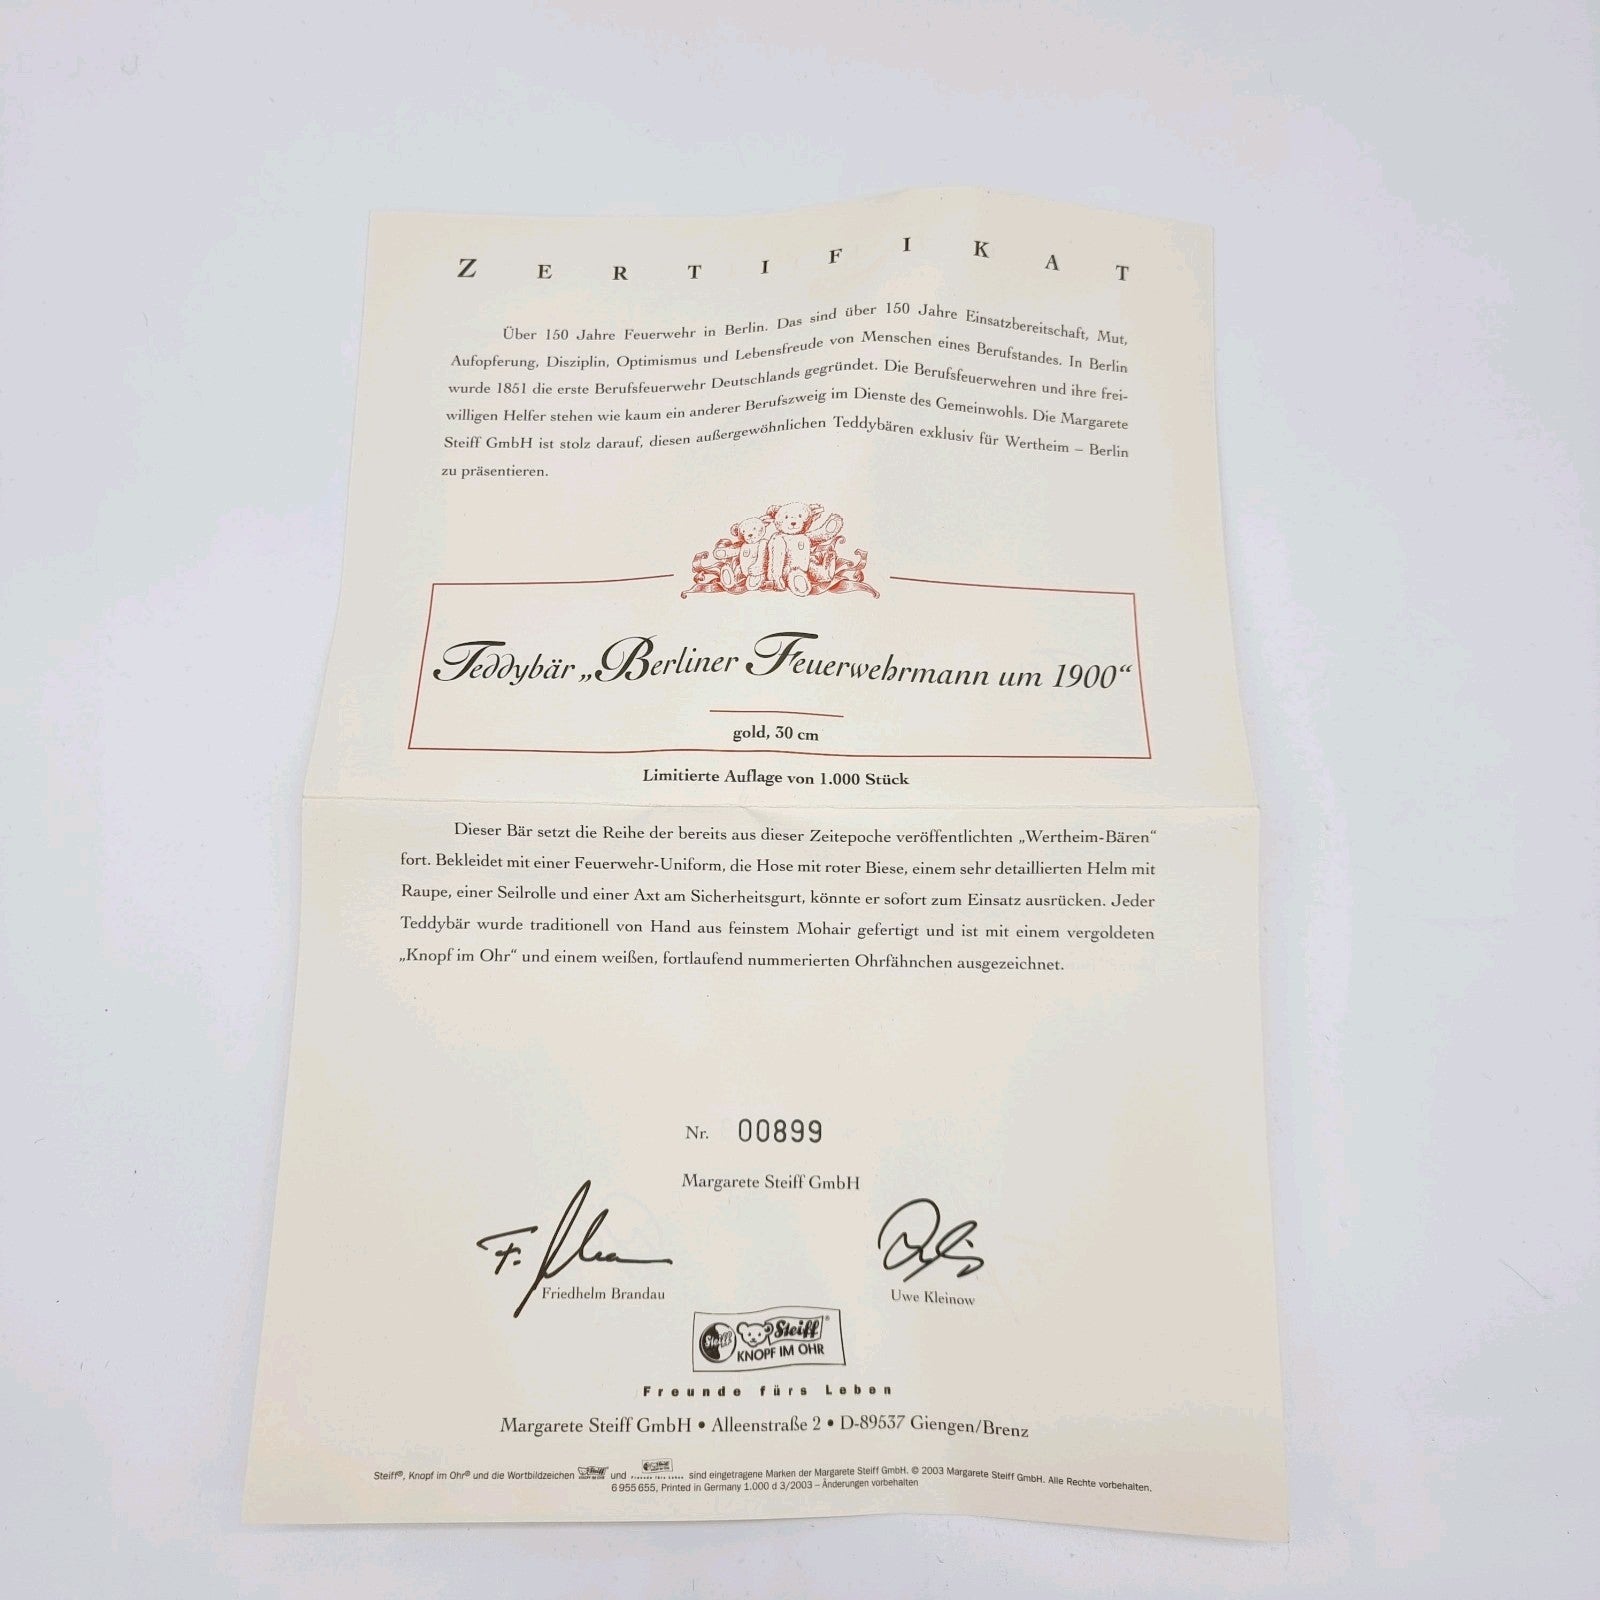 ZERTIFIKAT
Über 150 Jahre Feuerwehr in Berlin. Das sind über 150 Jahre Einsatzbereitschaft, Mut,
Aufopferung, Disziplin, Optimismus und Lebensfreude von Menschen eines Berufstandes. In Berlin
wurde 1851 die erste Berufsfeuerwehr Deutschlands gegründet. Die Berufsfeuerwehren und ihre frei-
willigen Helfer stehen wie kaum ein anderer Berufszweig im Dienste des Gemeinwohls. Die Margarete
Steiff GmbH ist stolz darauf, diesen außergewöhnlichen Teddybären exklusiv für Wertheim – Berlin
zu präsentieren.
Teddybär „Berliner Feuerwehrmann um 1900“
gold, 30 cm
Limitierte Auflage von 1.000 Stück
Dieser Bär setzt die Reihe der bereits aus dieser Zeitepoche veröffentlichten „Wertheim-Bären“
fort. Bekleidet mit einer Feuerwehr-Uniform, die Hose mit roter Biese, einem sehr detaillierten Helm mit
Raupe, einer Seilrolle und einer Axt am Sicherheitsgurt, könnte er sofort zum Einsatz ausrücken. Jeder
Teddybär wurde traditionell von Hand aus feinstem Mohair gefertigt und ist mit einem vergoldeten
„Knopf im Ohr“ und einem weißen, fortlaufend nummerierten Ohrfähnchen ausgezeichnet.
Nr. 00899
Margarete Steiff GmbH
Friedhelm Brandau
Uwe Kleinow
Steiff Steiff®
KNOPF IM OHR
Freunde fürs Leben
Margarete Steiff GmbH • Alleenstraße 2 • D-89537 Giengen/Brenz
Steiff®, Knopf im Ohr® und die Wortbildzeichen und sind eingetragene Marken der Margarete Steiff GmbH. © 2003 Margarete Steiff GmbH. Alle Rechte vorbehalten.
6 955 655, Printed in Germany 1.000 d 3/2003 – Änderungen vorbehalten